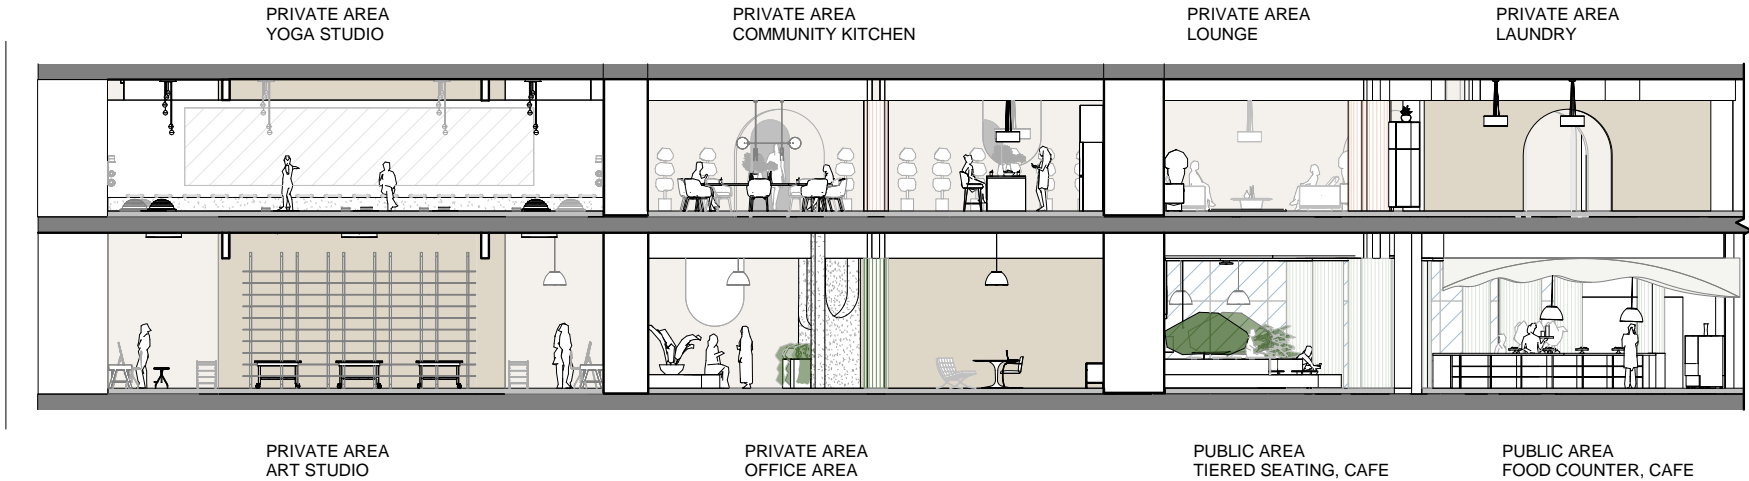 PRIVATE AREA
YOGA STUDIO
PRIVATE AREA
COMMUNITY KITCHEN
PRIVATE AREA
LOUNGE
PRIVATE AREA
LAUNDRY
PRIVATE AREA
ART STUDIO
PRIVATE AREA
OFFICE AREA
PUBLIC AREA
TIERED SEATING, CAFE
PUBLIC AREA
FOOD COUNTER, CAFE